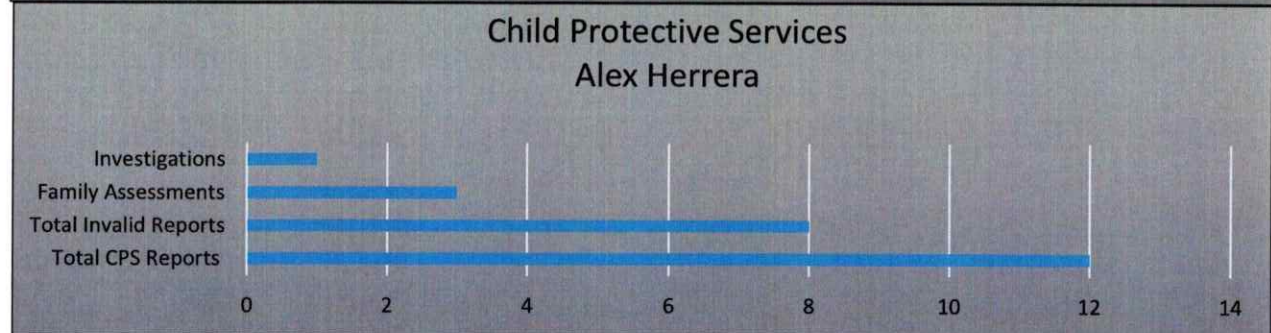 Child Protective Services
Alex Herrera
Investigations
Family Assessments
Total Invalid Reports
Total CPS Reports
0 2 4 6 8 10 12 14